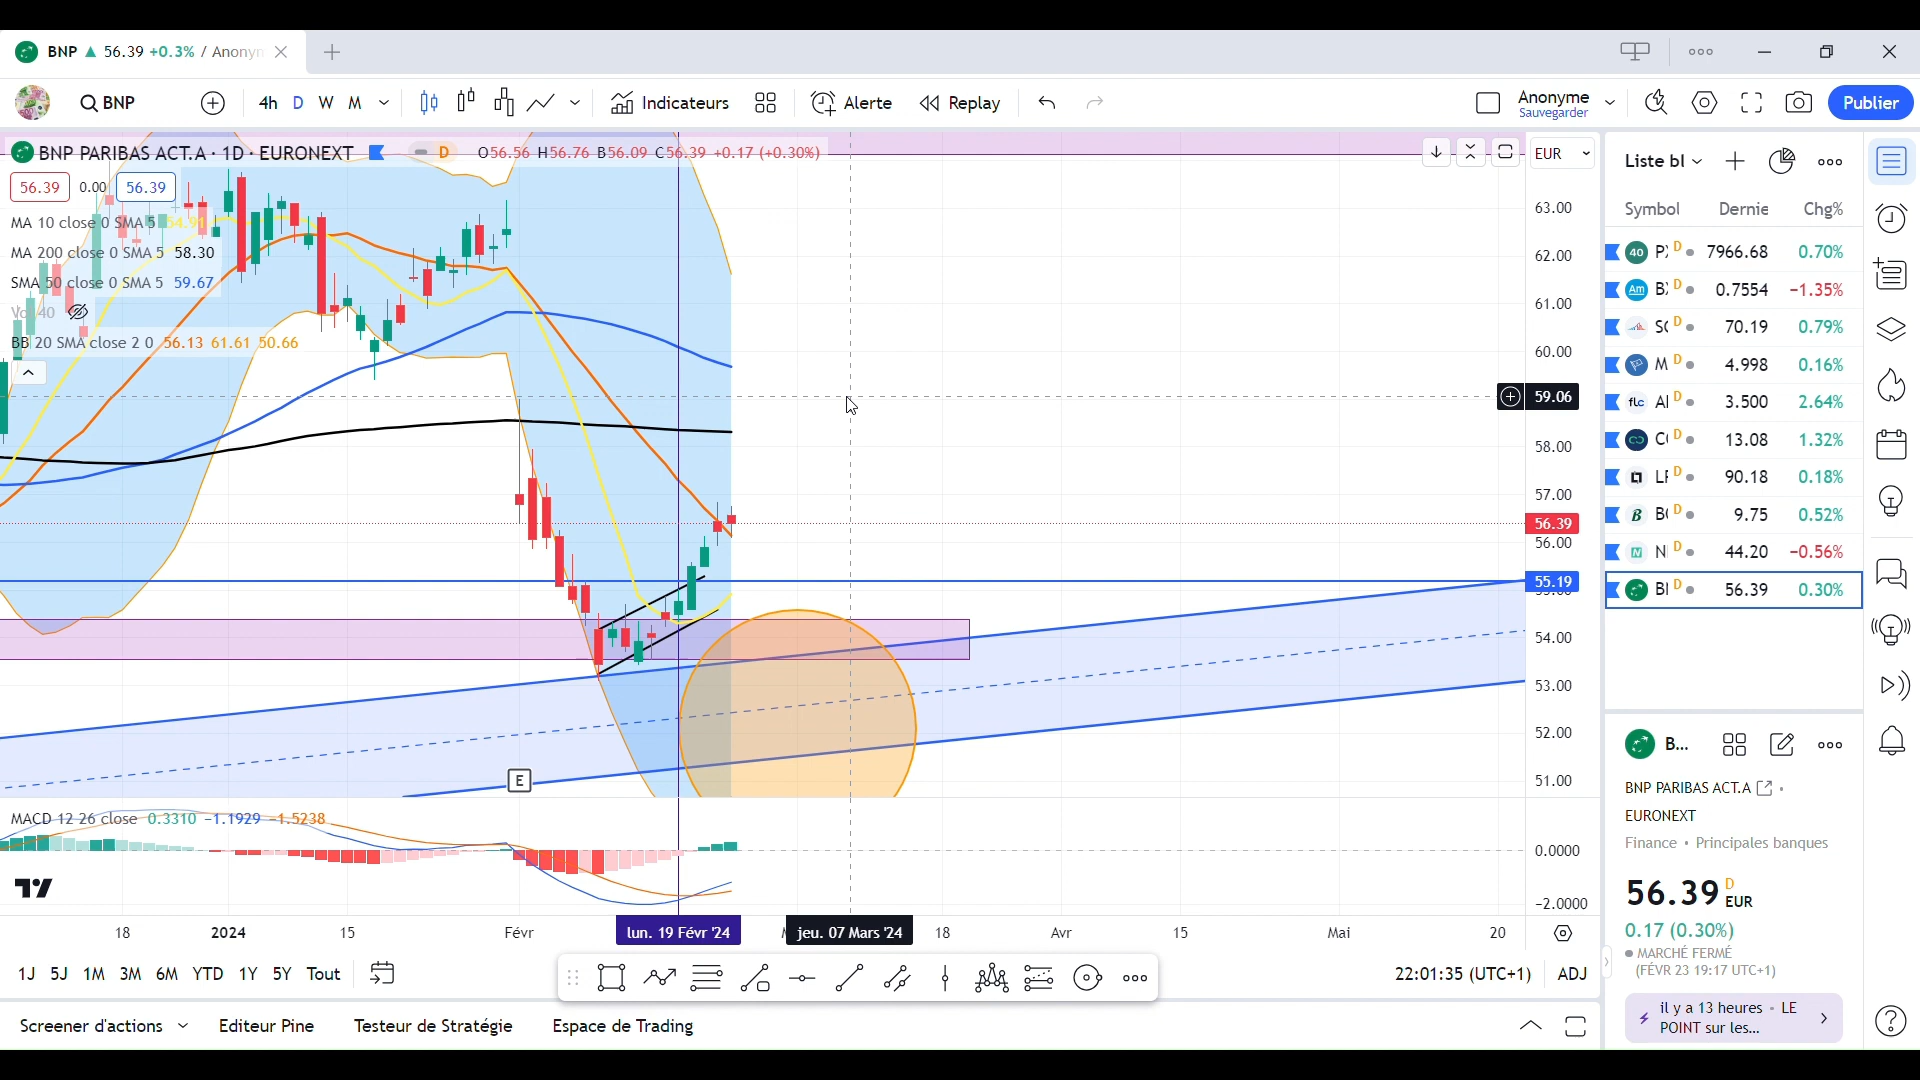 BNP ▲ 56.39 +0.3% / Anonyn
BNP
4h D W M
Indicateurs
Alerte
Replay
Anonyme
Sauvegarder
Publier
BNP PARIBAS ACT.A · 1D · EURONEXT
D
O56.56 H56.76 B56.09 C56.39 +0.17 (+0.30%)
EUR
56.39 0.00 56.39
MA 10 close 0 SMA 5 54.91
MA 200 close 0 SMA 5 58.30
SMA 50 close 0 SMA 5 59.67
Vol 40
BB 20 SMA close 2 0 56.13 61.61 50.66
63.00
62.00
61.00
60.00
59.06
58.00
57.00
56.39
56.00
55.19
54.00
53.00
52.00
51.00
E
MACD 12 26 close 0.3310 −1.1929 −1.5238
0.0000
−2.0000
18 2024 15 Févr lun. 19 Févr '24 jeu. 07 Mars '24 18 Avr 15 Mai 20
1J 5J 1M 3M 6M YTD 1Y 5Y Tout
22:01:35 (UTC+1) ADJ
Screener d'actions
Editeur Pine
Testeur de Stratégie
Espace de Trading
Liste bl
Symbol Dernie Chg%
40 D 7966.68 0.70%
Am D 0.7554 −1.35%
D 70.19 0.79%
M D 4.998 0.16%
flc D 3.500 2.64%
D 13.08 1.32%
D 90.18 0.18%
B D 9.75 0.52%
N D 44.20 −0.56%
D 56.39 0.30%
B...
BNP PARIBAS ACT.A
EURONEXT
Finance • Principales banques
56.39 D EUR
0.17 (0.30%)
MARCHÉ FERMÉ
(FÉVR 23 19:17 UTC+1)
il y a 13 heures • LE
POINT sur les...